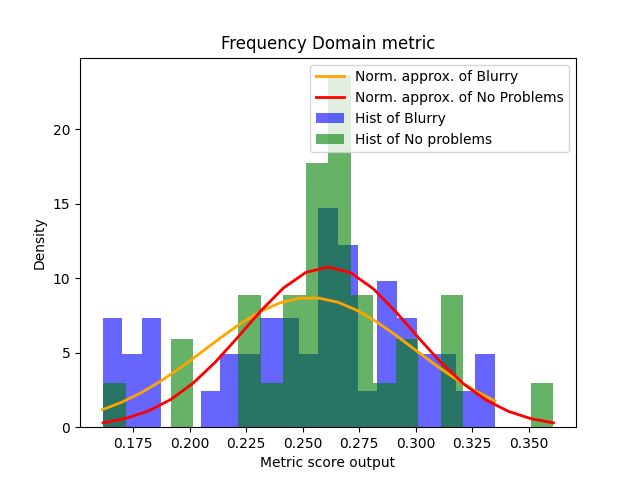 Frequency Domain metric
Norm. approx. of Blurry
Norm. approx. of No Problems
Hist of Blurry
Hist of No problems
Density
20
15
10
5
0
0.175 0.200 0.225 0.250 0.275 0.300 0.325 0.350
Metric score output